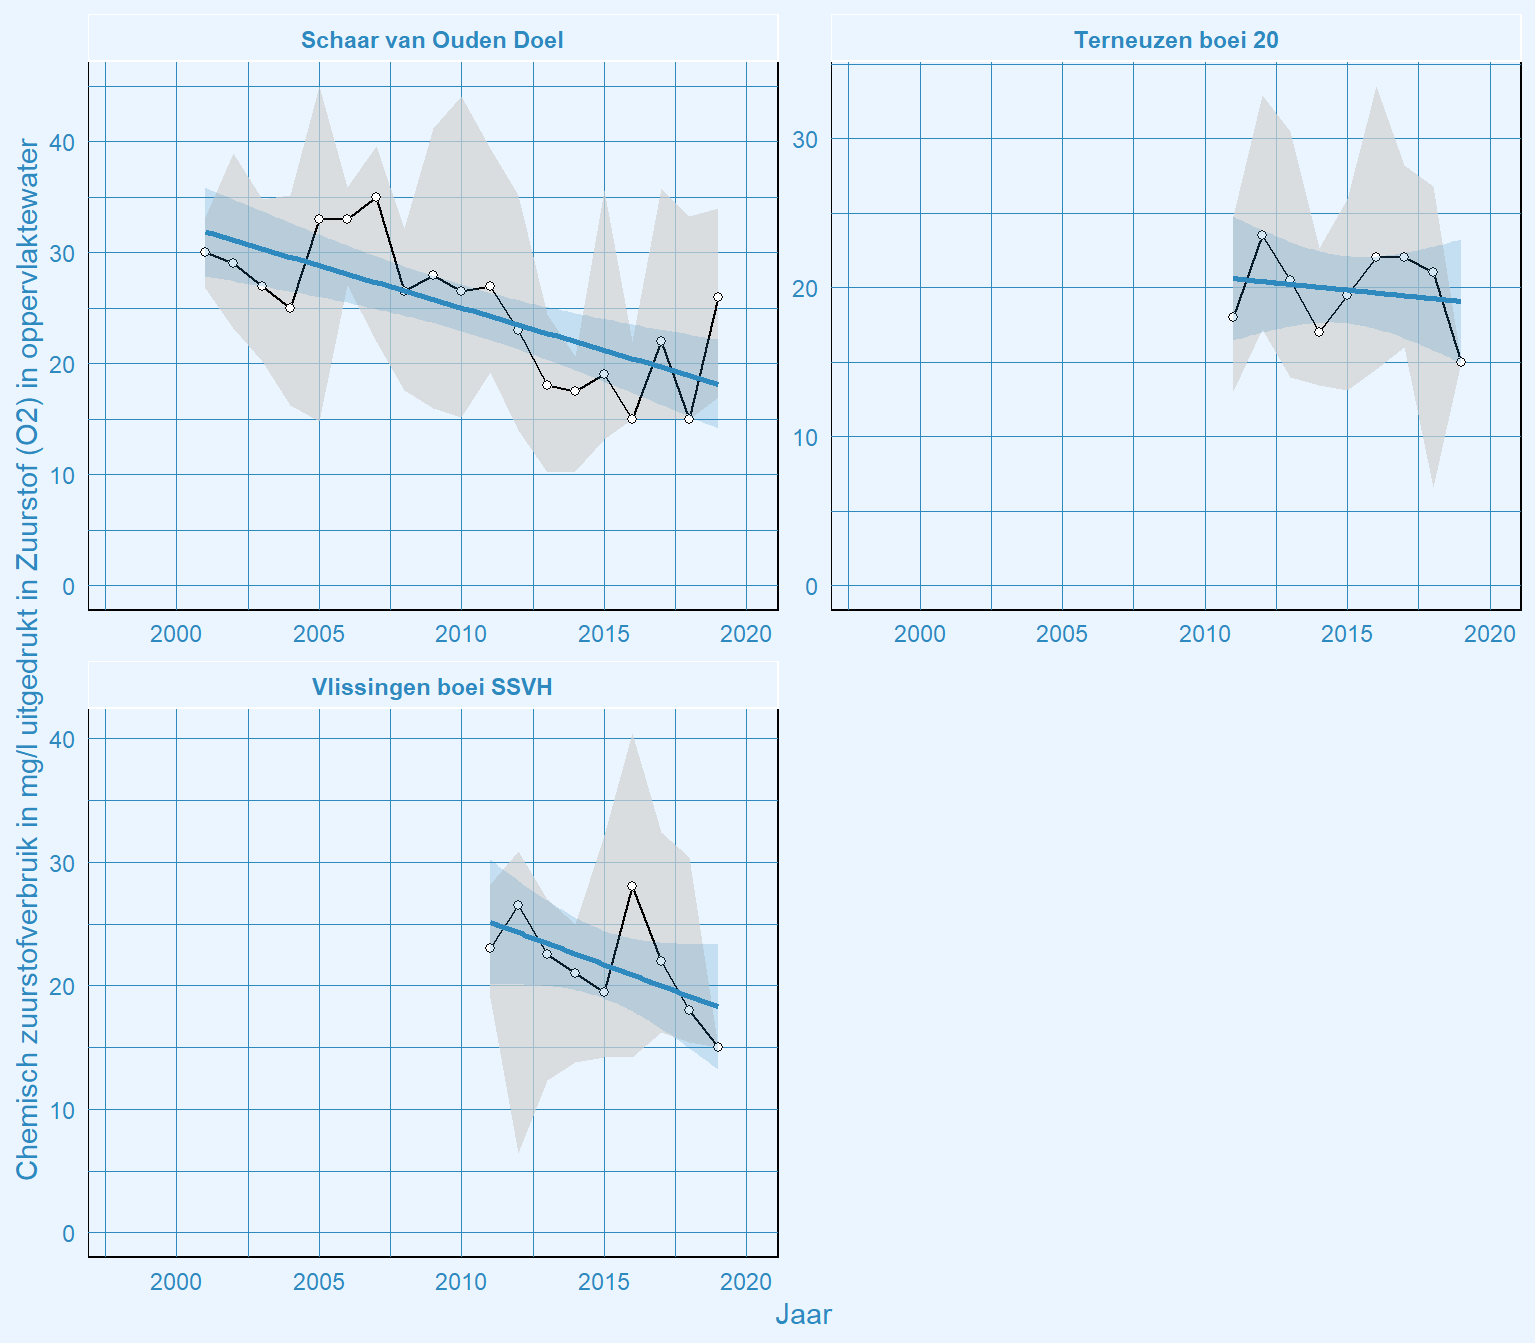 Schaar van Ouden Doel
Terneuzen boei 20
40
30
20
10
0
30
20
10
0
2000 2005 2010 2015 2020
2000 2005 2010 2015 2020
Vlissingen boei SSVH
40
30
20
10
0
2000 2005 2010 2015 2020
Chemisch zuurstofverbruik in mg/l uitgedrukt in Zuurstof (O2) in oppervlaktewater
Jaar